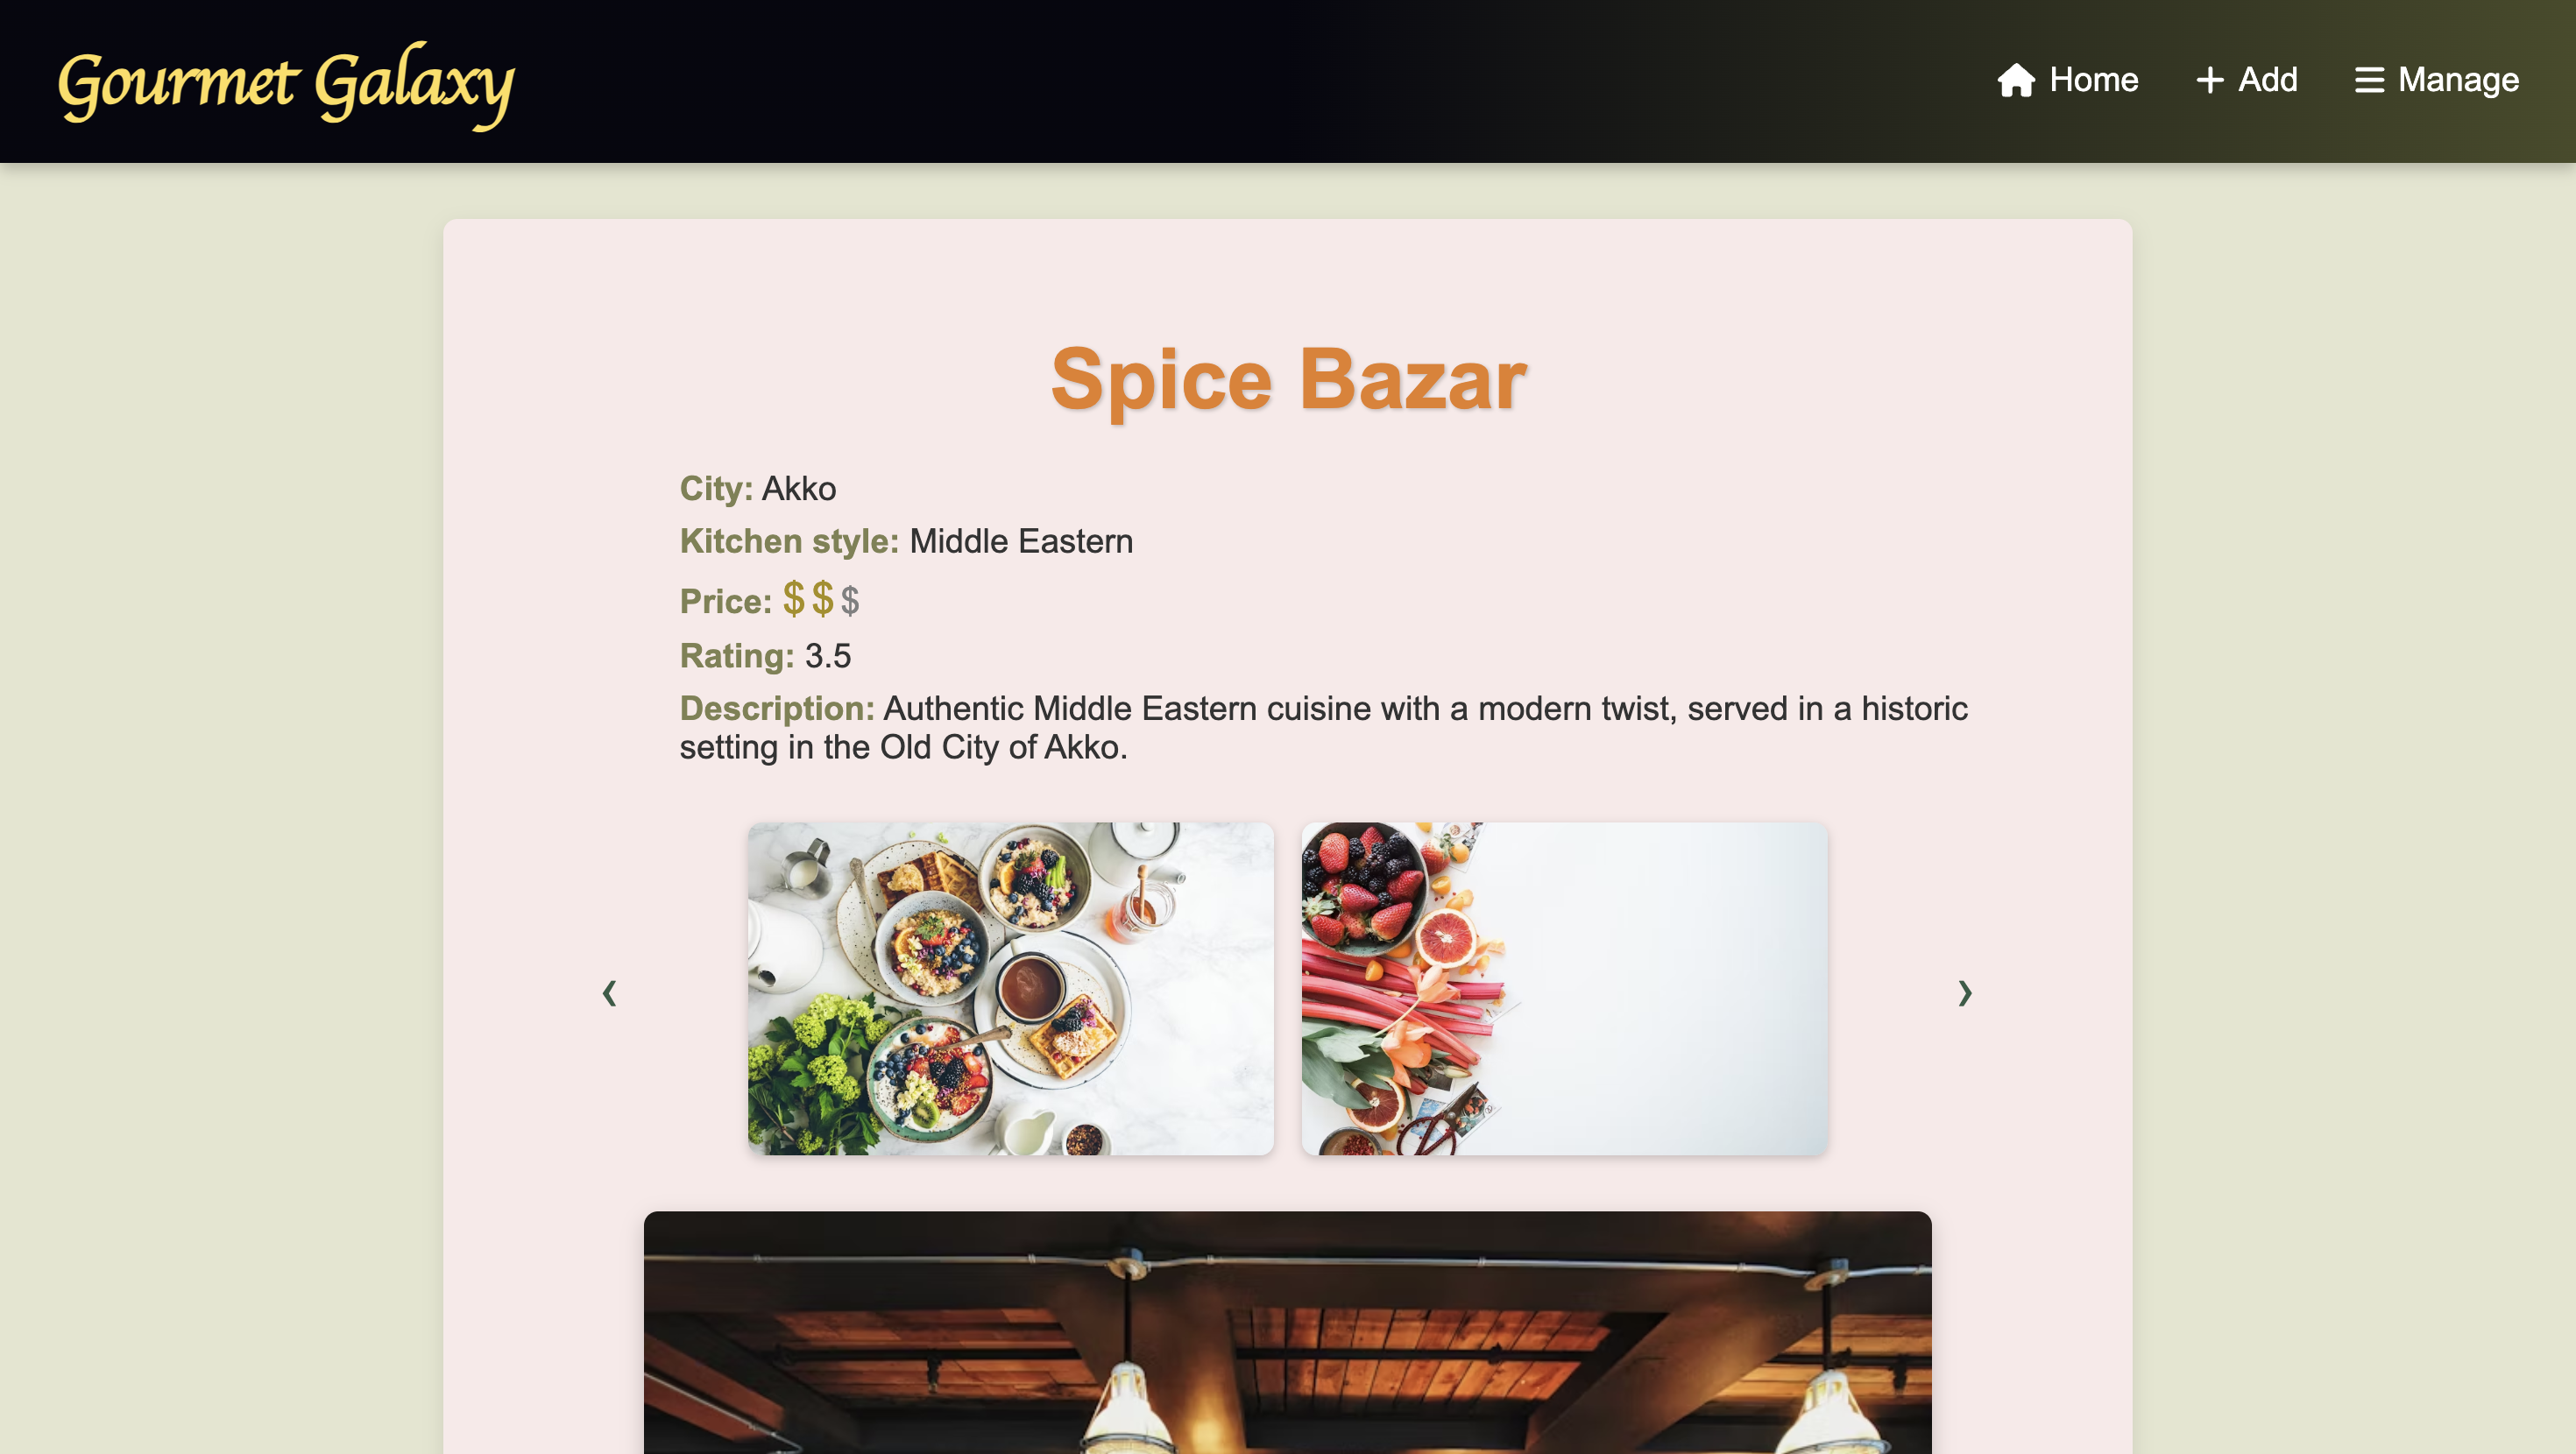 Gourmet Galaxy
Home
Add
Manage
Spice Bazar
City: Akko
Kitchen style: Middle Eastern
Price: $ $ $
Rating: 3.5
Description: Authentic Middle Eastern cuisine with a modern twist, served in a historic
setting in the Old City of Akko.
❮
❯